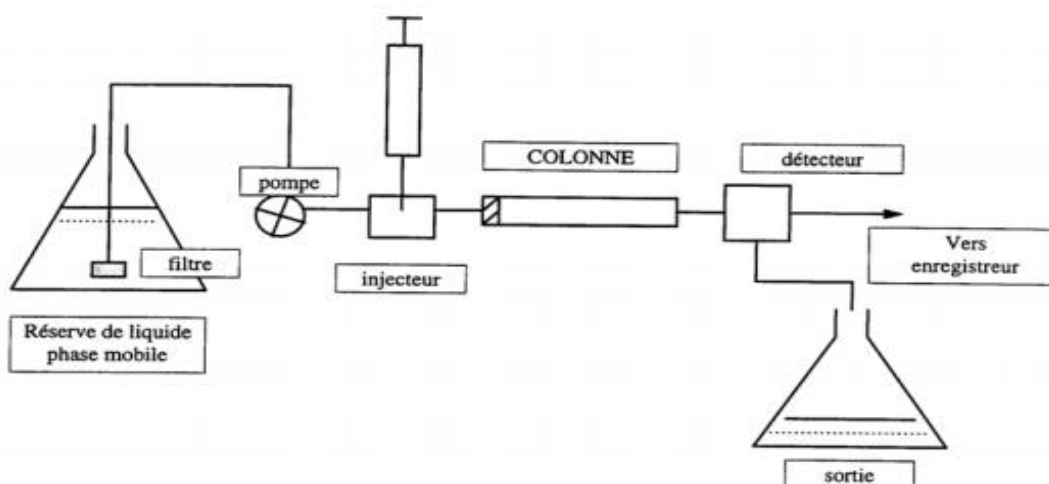 COLONNE
détecteur
pompe
filtre
injecteur
Vers
enregistreur
Réserve de liquide
phase mobile
sortie